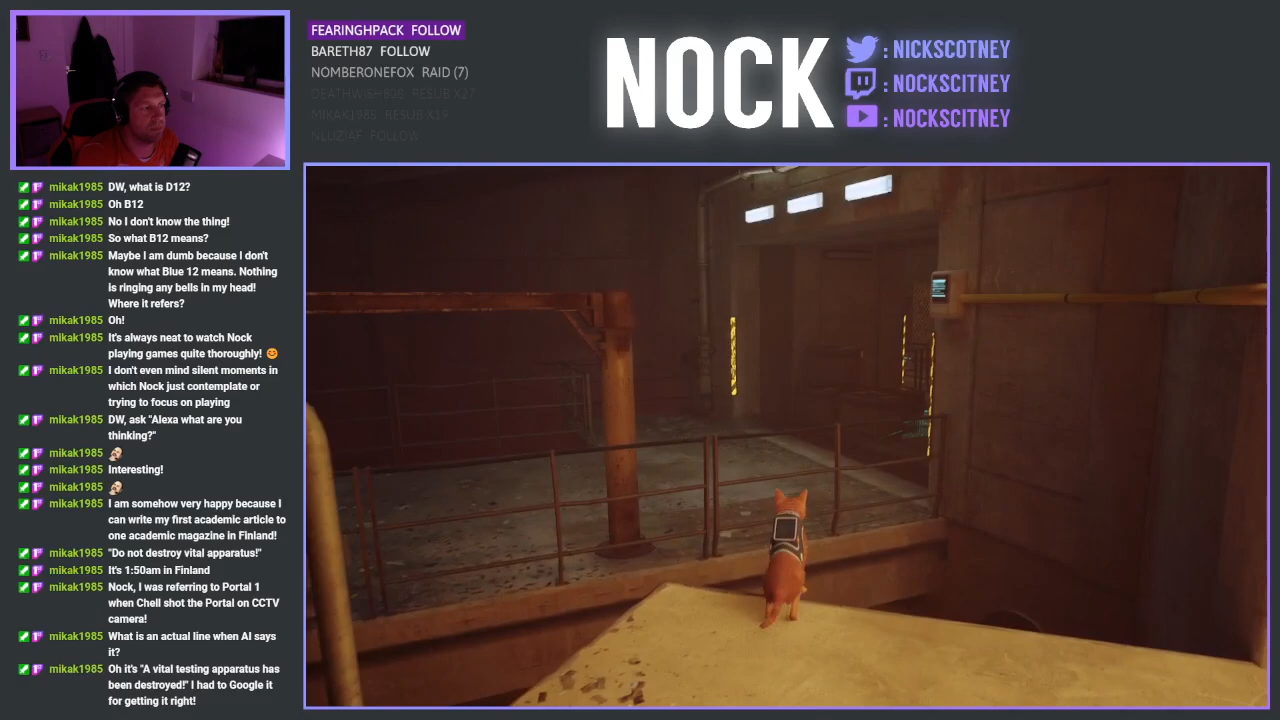 FEARINGHPACK FOLLOW
BARETH87 FOLLOW
NOMBERONEFOX RAID (7)
DEATHWISH808 RESUB X27
MIKAK1985 RESUB X19
NLUZIAF FOLLOW
NOCK
: NICKSCOTNEY
: NOCKSCITNEY
: NOCKSCITNEY
mikak1985 DW, what is D12?
mikak1985 Oh B12
mikak1985 No I don't know the thing!
mikak1985 So what B12 means?
mikak1985 Maybe I am dumb because I don't
know what Blue 12 means. Nothing
is ringing any bells in my head!
Where it refers?
mikak1985 Oh!
mikak1985 It's always neat to watch Nock
playing games quite thoroughly! 😊
mikak1985 I don't even mind silent moments in
which Nock just contemplate or
trying to focus on playing
mikak1985 DW, ask "Alexa what are you
thinking?"
mikak1985
mikak1985 Interesting!
mikak1985
mikak1985 I am somehow very happy because I
can write my first academic article to
one academic magazine in Finland!
mikak1985 "Do not destroy vital apparatus!"
mikak1985 It's 1:50am in Finland
mikak1985 Nock, I was referring to Portal 1
when Chell shot the Portal on CCTV
camera!
mikak1985 What is an actual line when AI says
it?
mikak1985 Oh it's "A vital testing apparatus has
been destroyed!" I had to Google it
for getting it right!